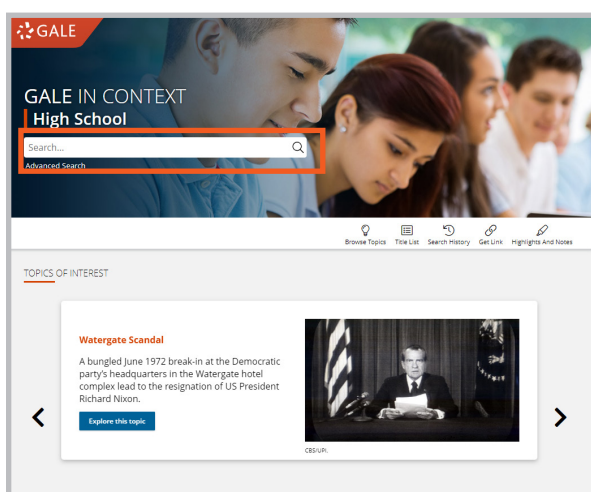 GALE
GALE IN CONTEXT
High School
Search...
Advanced Search
Browse Topics
Title List
Search History
Get Link
Highlights And Notes
TOPICS OF INTEREST
Watergate Scandal
A bungled June 1972 break-in at the Democratic
party's headquarters in the Watergate hotel
complex lead to the resignation of US President
Richard Nixon.
Explore this topic
CBS/UPI.